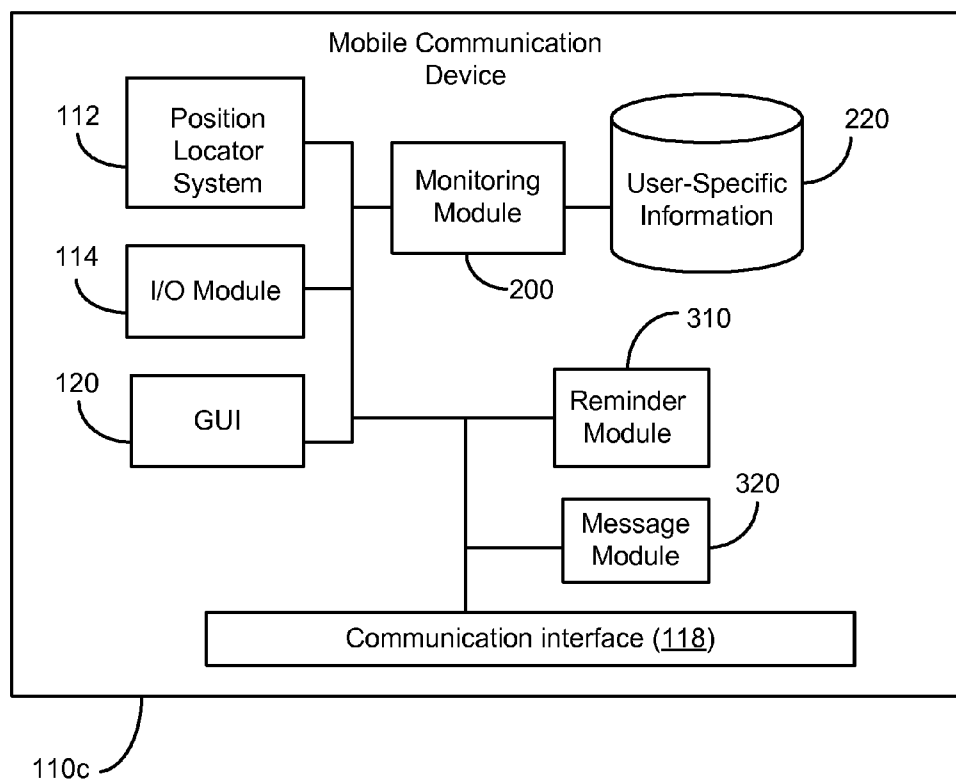 Mobile Communication
Device
112
Position
Locator
System
Monitoring
Module
200
User-Specific
Information
220
114
I/O Module
310
120
GUI
Reminder
Module
320
Message
Module
Communication interface (118)
110c